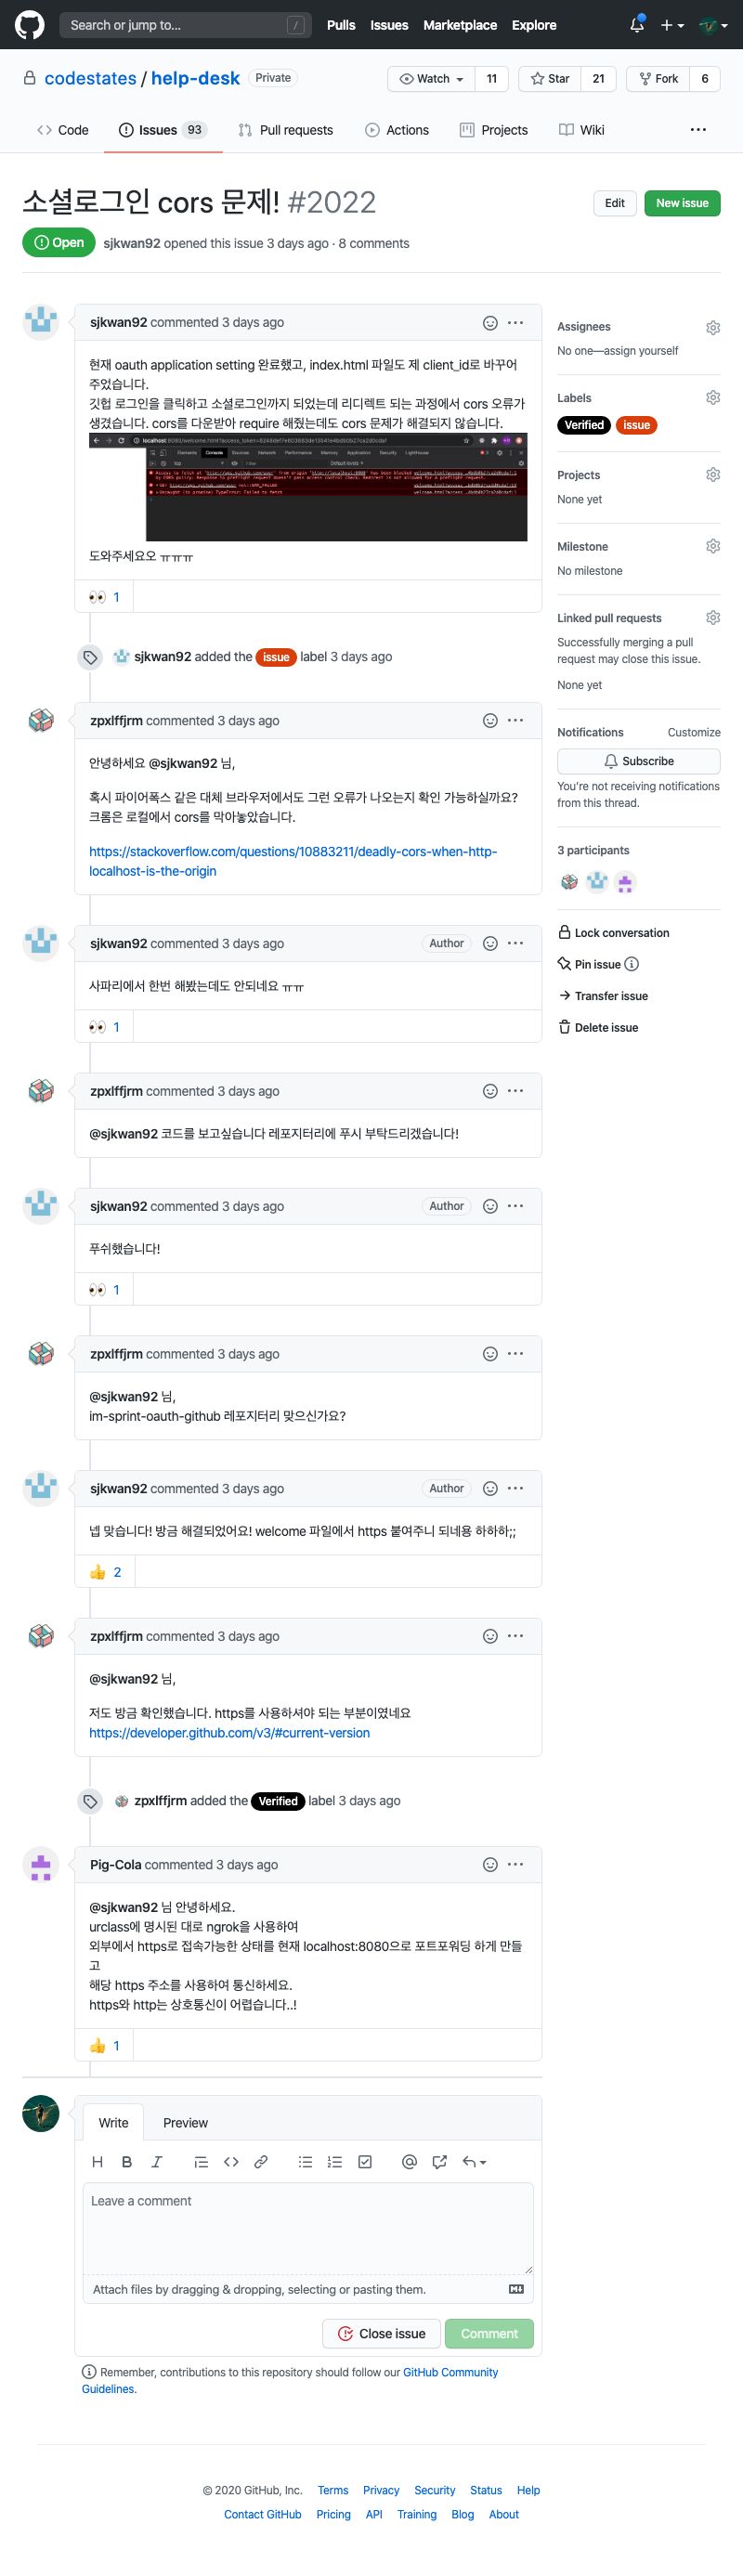 Search or jump to...
/
Pulls Issues Marketplace Explore
codestates / help-desk Private
Watch 11 Star 21 Fork 6
Code Issues 93 Pull requests Actions Projects Wiki
소셜로그인 cors 문제! #2022
Edit New issue
Open sjkwan92 opened this issue 3 days ago · 8 comments
sjkwan92 commented 3 days ago
현재 oauth application setting 완료했고, index.html 파일도 제 client_id로 바꾸어
주었습니다.
깃헙 로그인을 클릭하고 소셜로그인까지 되었는데 리디렉트 되는 과정에서 cors 오류가
생겼습니다. cors를 다운받아 require 해줬는데도 cors 문제가 해결되지 않습니다.
Elements Console Sources Network Performance Memory Application Security Lighthouse
도와주세요오 ㅠㅠㅠ
👀 1
sjkwan92 added the issue label 3 days ago
zpxlffjrm commented 3 days ago
안녕하세요 @sjkwan92 님,
혹시 파이어폭스 같은 대체 브라우저에서도 그런 오류가 나오는지 확인 가능하실까요?
크롬은 로컬에서 cors를 막아놓았습니다.
https://stackoverflow.com/questions/10883211/deadly-cors-when-http-
localhost-is-the-origin
sjkwan92 commented 3 days ago Author
사파리에서 한번 해봤는데도 안되네요 ㅠㅠ
👀 1
zpxlffjrm commented 3 days ago
@sjkwan92 코드를 보고싶습니다 레포지터리에 푸시 부탁드리겠습니다!
sjkwan92 commented 3 days ago Author
푸쉬했습니다!
👀 1
zpxlffjrm commented 3 days ago
@sjkwan92 님,
im-sprint-oauth-github 레포지터리 맞으신가요?
sjkwan92 commented 3 days ago Author
넵 맞습니다! 방금 해결되었어요! welcome 파일에서 https 붙여주니 되네용 하하하;;
👍 2
zpxlffjrm commented 3 days ago
@sjkwan92 님,
저도 방금 확인했습니다. https를 사용하셔야 되는 부분이였네요
https://developer.github.com/v3/#current-version
zpxlffjrm added the Verified label 3 days ago
Pig-Cola commented 3 days ago
@sjkwan92 님 안녕하세요.
urclass에 명시된 대로 ngrok을 사용하여
외부에서 https로 접속가능한 상태를 현재 localhost:8080으로 포트포워딩 하게 만들
고
해당 https 주소를 사용하여 통신하세요.
https와 http는 상호통신이 어렵습니다..!
👍 1
Assignees
No one—assign yourself
Labels
Verified issue
Projects
None yet
Milestone
No milestone
Linked pull requests
Successfully merging a pull
request may close this issue.
None yet
Notifications Customize
Subscribe
You're not receiving notifications
from this thread.
3 participants
Lock conversation
Pin issue
Transfer issue
Delete issue
Write Preview
Leave a comment
Attach files by dragging & dropping, selecting or pasting them.
Close issue Comment
Remember, contributions to this repository should follow our GitHub Community
Guidelines.
© 2020 GitHub, Inc. Terms Privacy Security Status Help
Contact GitHub Pricing API Training Blog About